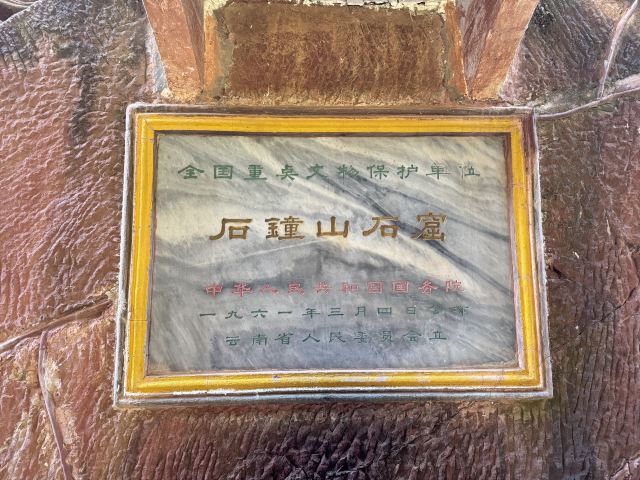 全国重点文物保护单位
石鐘山石窟
中华人民共和国国务院
一九六一年三月四日公布
云南省人民委员会立